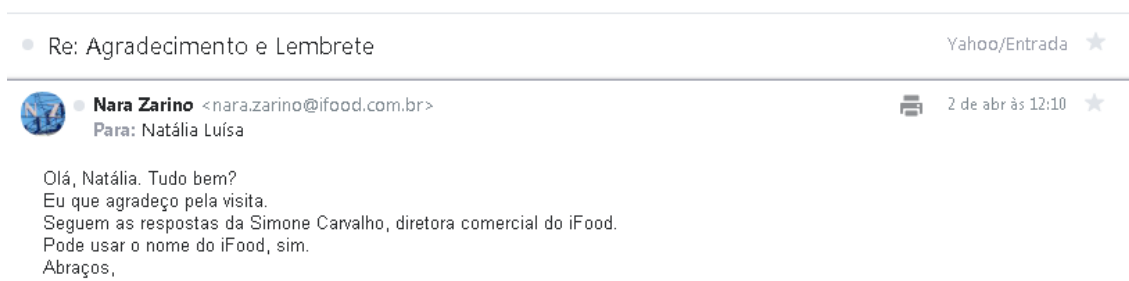 Re: Agradecimento e Lembrete
Yahoo/Entrada
NZ
Nara Zarino <nara.zarino@ifood.com.br>
2 de abr às 12:10
Para: Natália Luísa
Olá, Natália. Tudo bem?
Eu que agradeço pela visita.
Seguem as respostas da Simone Carvalho, diretora comercial do iFood.
Pode usar o nome do iFood, sim.
Abraços,